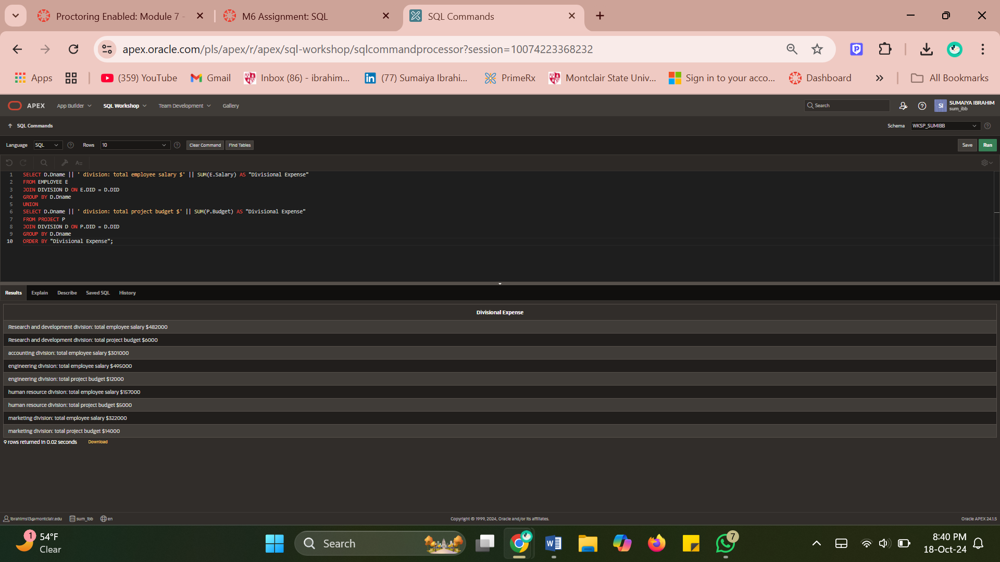 Proctoring Enabled: Module 7 -
M6 Assignment: SQL
SQL Commands
apex.oracle.com/pls/apex/r/apex/sql-workshop/sqlcommandprocessor?session=10074223368232
Apps
(359) YouTube
Gmail
Inbox (86) - ibrahim...
(77) Sumaiya Ibrahi...
PrimeRx
Montclair State Univ...
Sign in to your acco...
Dashboard
All Bookmarks
APEX
App Builder
SQL Workshop
Team Development
Gallery
Search
SI
SUMAIYA IBRAHIM
sum_ibb
SQL Commands
Schema
WKSP_SUMIBB
Language
SQL
Rows
10
Clear Command
Find Tables
Save
Run
1 SELECT D.Dname || ' division: total employee salary $' || SUM(E.Salary) AS "Divisional Expense"
2 FROM EMPLOYEE E
3 JOIN DIVISION D ON E.DID = D.DID
4 GROUP BY D.Dname
5 UNION
6 SELECT D.Dname || ' division: total project budget $' || SUM(P.Budget) AS "Divisional Expense"
7 FROM PROJECT P
8 JOIN DIVISION D ON P.DID = D.DID
9 GROUP BY D.Dname
10 ORDER BY "Divisional Expense";
Results
Explain
Describe
Saved SQL
History
Divisional Expense
Research and development division: total employee salary $482000
Research and development division: total project budget $6000
accounting division: total employee salary $301000
engineering division: total employee salary $495000
engineering division: total project budget $12000
human resource division: total employee salary $157000
human resource division: total project budget $5000
marketing division: total employee salary $322000
marketing division: total project budget $14000
9 rows returned in 0.02 seconds
Download
ibrahims13@montclair.edu
sum_ibb
en
Copyright © 1999, 2024, Oracle and/or its affiliates.
Oracle APEX 24.1.5
1
54°F
Clear
Search
7
8:40 PM
18-Oct-24